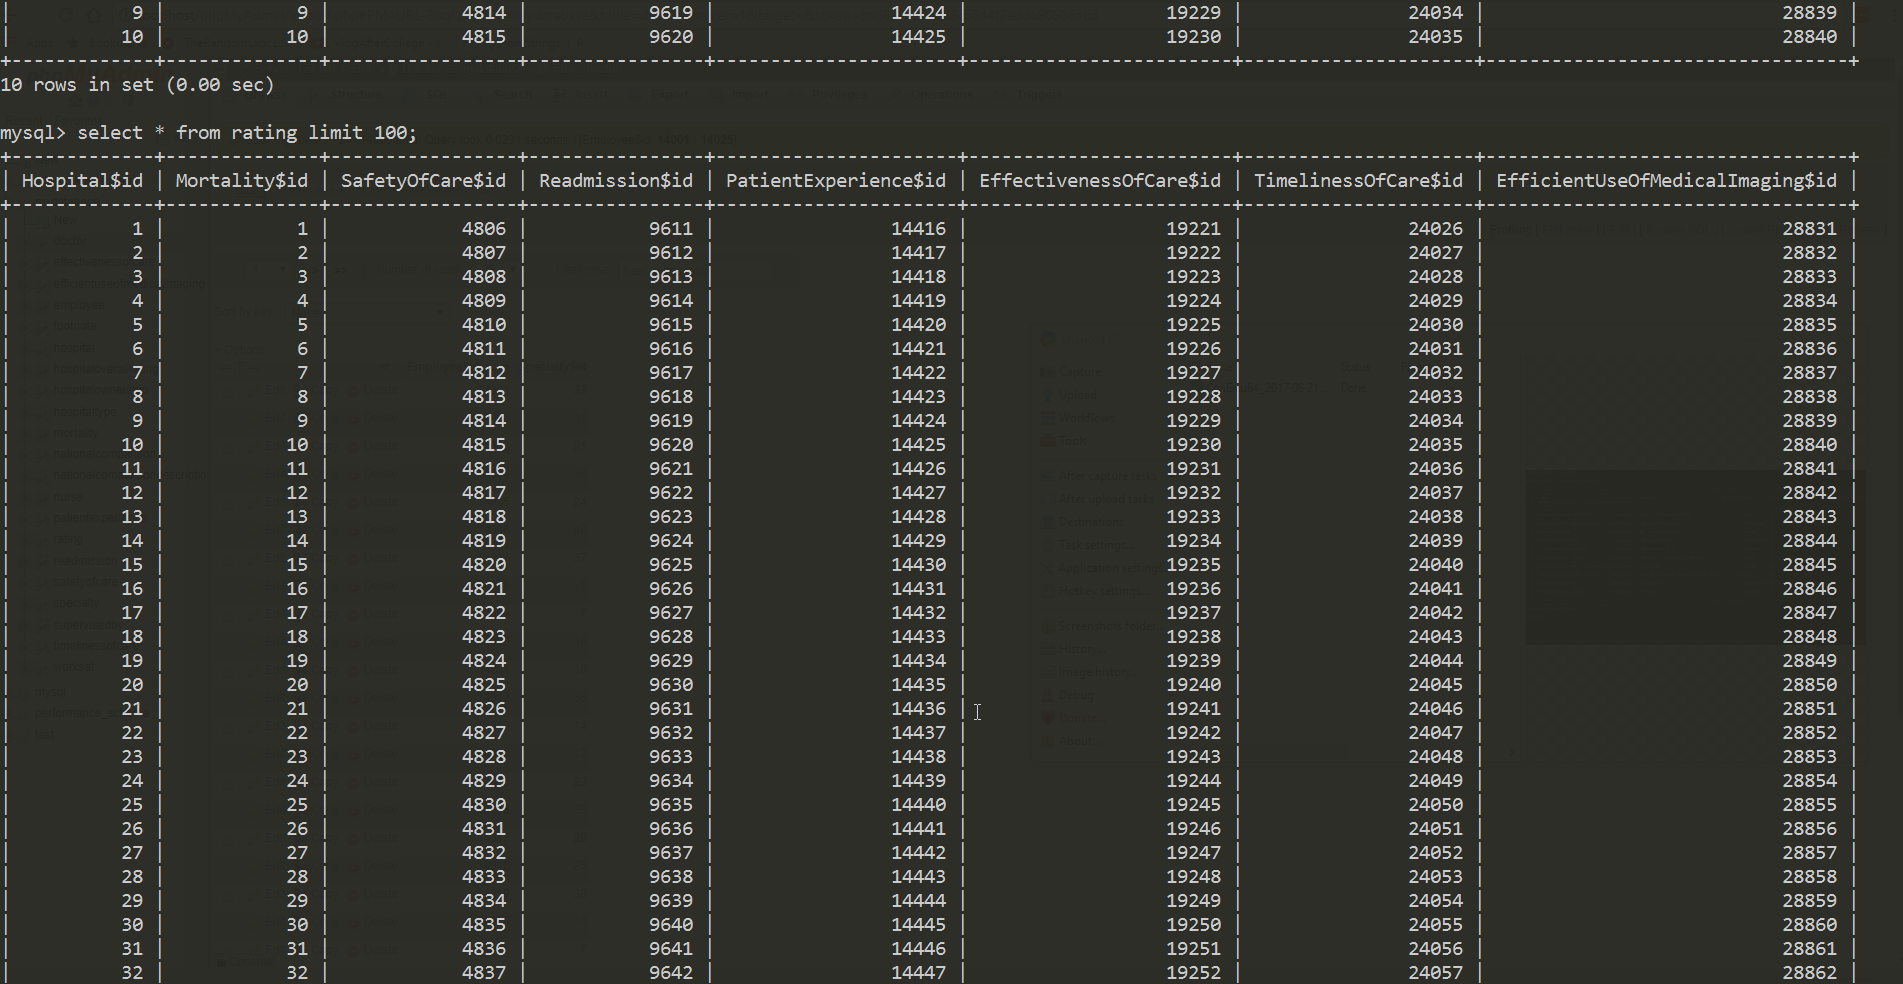 |           9 |            9 |            4814 |          9619 |                14424 |                  19229 |               24034 |                           28839 |
|          10 |           10 |            4815 |          9620 |                14425 |                  19230 |               24035 |                           28840 |
+-------------+--------------+-----------------+---------------+----------------------+------------------------+---------------------+---------------------------------+
10 rows in set (0.00 sec)
mysql> select * from rating limit 100;
+-------------+--------------+-----------------+---------------+----------------------+------------------------+---------------------+---------------------------------+
| Hospital$id | Mortality$id | SafetyOfCare$id | Readmission$id | PatientExperience$id | EffectivenessOfCare$id | TimelinessOfCare$id | EfficientUseOfMedicalImaging$id |
+-------------+--------------+-----------------+---------------+----------------------+------------------------+---------------------+---------------------------------+
| 1 | 1 | 4806 | 9611 | 14416 | 19221 | 24026 | 28831 |
| 2 | 2 | 4807 | 9612 | 14417 | 19222 | 24027 | 28832 |
| 3 | 3 | 4808 | 9613 | 14418 | 19223 | 24028 | 28833 |
| 4 | 4 | 4809 | 9614 | 14419 | 19224 | 24029 | 28834 |
| 5 | 5 | 4810 | 9615 | 14420 | 19225 | 24030 | 28835 |
| 6 | 6 | 4811 | 9616 | 14421 | 19226 | 24031 | 28836 |
| 7 | 7 | 4812 | 9617 | 14422 | 19227 | 24032 | 28837 |
| 8 | 8 | 4813 | 9618 | 14423 | 19228 | 24033 | 28838 |
| 9 | 9 | 4814 | 9619 | 14424 | 19229 | 24034 | 28839 |
| 10 | 10 | 4815 | 9620 | 14425 | 19230 | 24035 | 28840 |
| 11 | 11 | 4816 | 9621 | 14426 | 19231 | 24036 | 28841 |
| 12 | 12 | 4817 | 9622 | 14427 | 19232 | 24037 | 28842 |
| 13 | 13 | 4818 | 9623 | 14428 | 19233 | 24038 | 28843 |
| 14 | 14 | 4819 | 9624 | 14429 | 19234 | 24039 | 28844 |
| 15 | 15 | 4820 | 9625 | 14430 | 19235 | 24040 | 28845 |
| 16 | 16 | 4821 | 9626 | 14431 | 19236 | 24041 | 28846 |
| 17 | 17 | 4822 | 9627 | 14432 | 19237 | 24042 | 28847 |
| 18 | 18 | 4823 | 9628 | 14433 | 19238 | 24043 | 28848 |
| 19 | 19 | 4824 | 9629 | 14434 | 19239 | 24044 | 28849 |
| 20 | 20 | 4825 | 9630 | 14435 | 19240 | 24045 | 28850 |
| 21 | 21 | 4826 | 9631 | 14436 | 19241 | 24046 | 28851 |
| 22 | 22 | 4827 | 9632 | 14437 | 19242 | 24047 | 28852 |
| 23 | 23 | 4828 | 9633 | 14438 | 19243 | 24048 | 28853 |
| 24 | 24 | 4829 | 9634 | 14439 | 19244 | 24049 | 28854 |
| 25 | 25 | 4830 | 9635 | 14440 | 19245 | 24050 | 28855 |
| 26 | 26 | 4831 | 9636 | 14441 | 19246 | 24051 | 28856 |
| 27 | 27 | 4832 | 9637 | 14442 | 19247 | 24052 | 28857 |
| 28 | 28 | 4833 | 9638 | 14443 | 19248 | 24053 | 28858 |
| 29 | 29 | 4834 | 9639 | 14444 | 19249 | 24054 | 28859 |
| 30 | 30 | 4835 | 9640 | 14445 | 19250 | 24055 | 28860 |
| 31 | 31 | 4836 | 9641 | 14446 | 19251 | 24056 | 28861 |
| 32 | 32 | 4837 | 9642 | 14447 | 19252 | 24057 | 28862 |